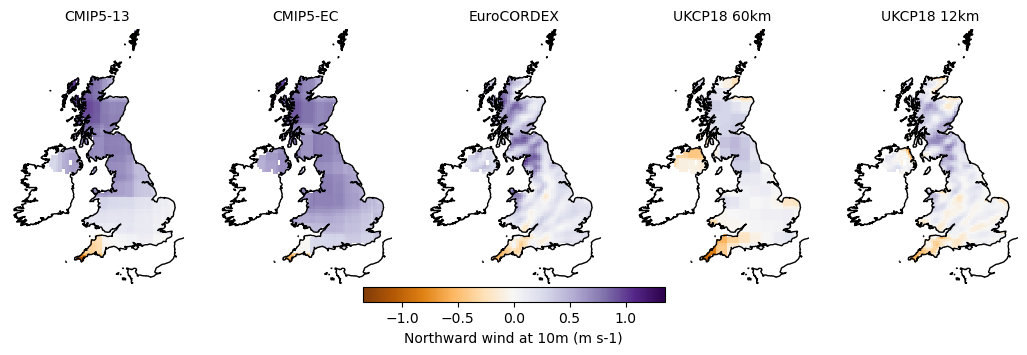 CMIP5-13 CMIP5-EC EuroCORDEX UKCP18 60km UKCP18 12km
−1.0 −0.5 0.0 0.5 1.0
Northward wind at 10m (m s-1)